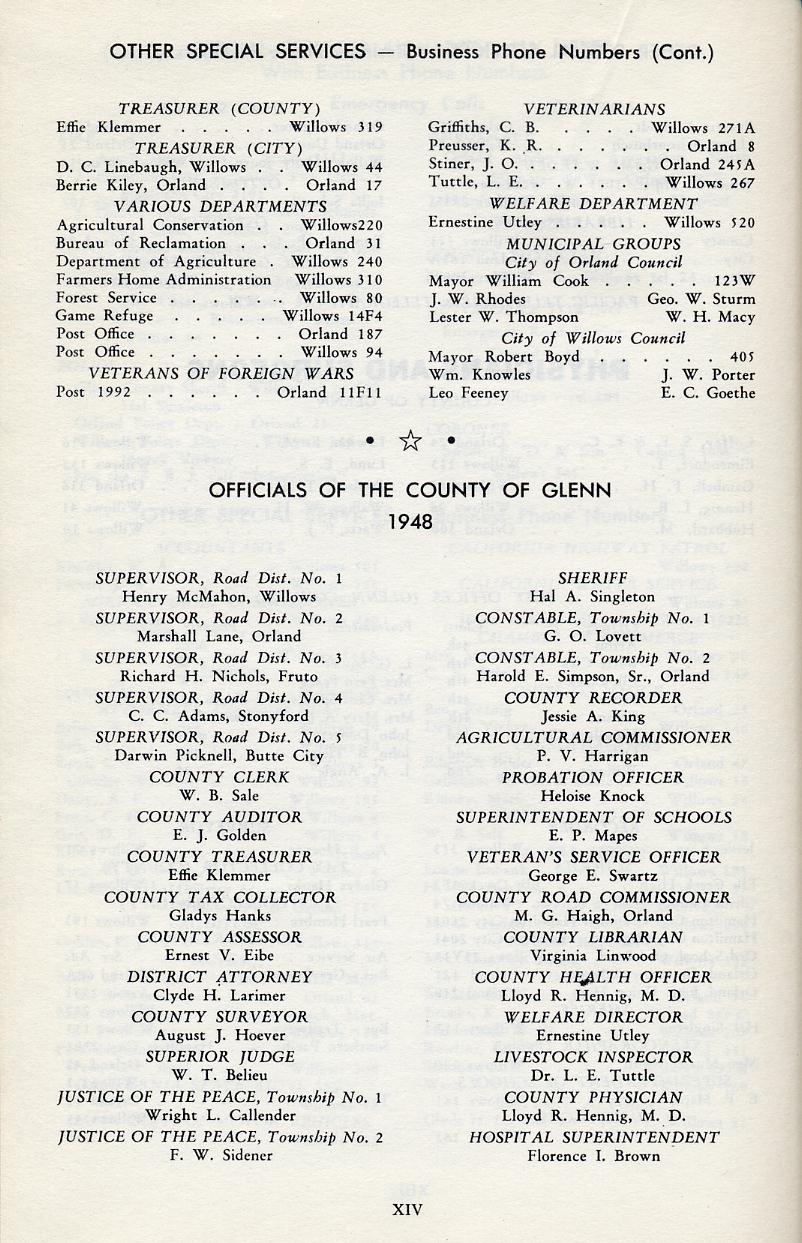 OTHER SPECIAL SERVICES — Business Phone Numbers (Cont.)
TREASURER (COUNTY)
Effie Klemmer . . . . . Willows 319
TREASURER (CITY)
D. C. Linebaugh, Willows . . Willows 44
Berrie Kiley, Orland . . . . Orland 17
VARIOUS DEPARTMENTS
Agricultural Conservation . . Willows220
Bureau of Reclamation . . . Orland 31
Department of Agriculture . Willows 240
Farmers Home Administration Willows 310
Forest Service . . . . . . . Willows 80
Game Refuge . . . . . Willows 14F4
Post Office . . . . . . . Orland 187
Post Office . . . . . . . Willows 94
VETERANS OF FOREIGN WARS
Post 1992 . . . . . . Orland 11F11
VETERINARIANS
Griffiths, C. B. . . . . Willows 271A
Preusser, K. R. . . . . . . Orland 8
Stiner, J. O. . . . . . . Orland 245A
Tuttle, L. E. . . . . . . Willows 267
WELFARE DEPARTMENT
Ernestine Utley . . . . . Willows 520
MUNICIPAL GROUPS
City of Orland Council
Mayor William Cook . . . . . 123W
J. W. Rhodes Geo. W. Sturm
Lester W. Thompson W. H. Macy
City of Willows Council
Mayor Robert Boyd . . . . . . 405
Wm. Knowles J. W. Porter
Leo Feeney E. C. Goethe
• ☆ •
OFFICIALS OF THE COUNTY OF GLENN
1948
SUPERVISOR, Road Dist. No. 1
Henry McMahon, Willows
SUPERVISOR, Road Dist. No. 2
Marshall Lane, Orland
SUPERVISOR, Road Dist. No. 3
Richard H. Nichols, Fruto
SUPERVISOR, Road Dist. No. 4
C. C. Adams, Stonyford
SUPERVISOR, Road Dist. No. 5
Darwin Picknell, Butte City
COUNTY CLERK
W. B. Sale
COUNTY AUDITOR
E. J. Golden
COUNTY TREASURER
Effie Klemmer
COUNTY TAX COLLECTOR
Gladys Hanks
COUNTY ASSESSOR
Ernest V. Eibe
DISTRICT ATTORNEY
Clyde H. Larimer
COUNTY SURVEYOR
August J. Hoever
SUPERIOR JUDGE
W. T. Belieu
JUSTICE OF THE PEACE, Township No. 1
Wright L. Callender
JUSTICE OF THE PEACE, Township No. 2
F. W. Sidener
SHERIFF
Hal A. Singleton
CONSTABLE, Township No. 1
G. O. Lovett
CONSTABLE, Township No. 2
Harold E. Simpson, Sr., Orland
COUNTY RECORDER
Jessie A. King
AGRICULTURAL COMMISSIONER
P. V. Harrigan
PROBATION OFFICER
Heloise Knock
SUPERINTENDENT OF SCHOOLS
E. P. Mapes
VETERAN'S SERVICE OFFICER
George E. Swartz
COUNTY ROAD COMMISSIONER
M. G. Haigh, Orland
COUNTY LIBRARIAN
Virginia Linwood
COUNTY HEALTH OFFICER
Lloyd R. Hennig, M. D.
WELFARE DIRECTOR
Ernestine Utley
LIVESTOCK INSPECTOR
Dr. L. E. Tuttle
COUNTY PHYSICIAN
Lloyd R. Hennig, M. D.
HOSPITAL SUPERINTENDENT
Florence I. Brown
XIV